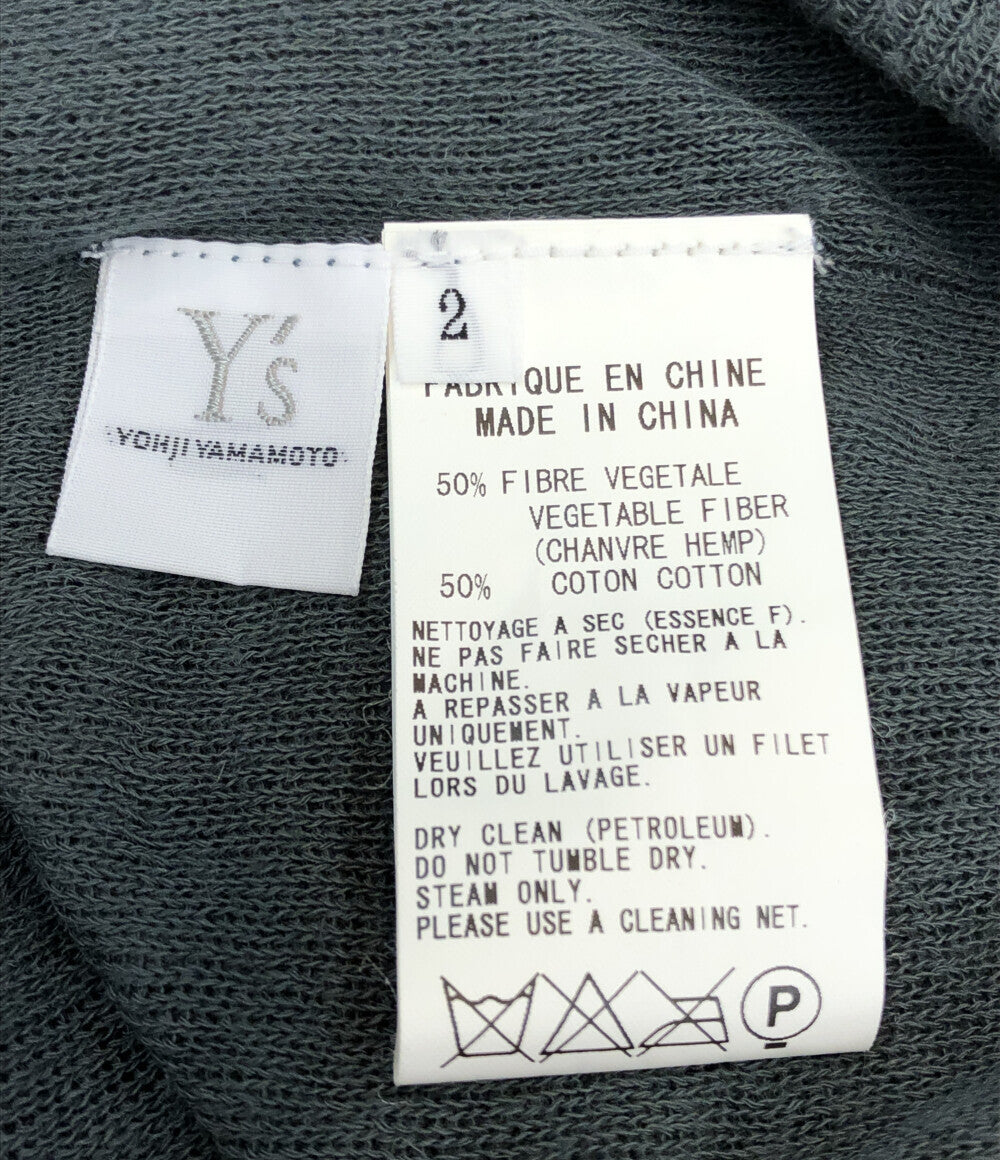 Y's
YOHJI YAMAMOTO
2
FABRIQUE EN CHINE
MADE IN CHINA
50% FIBRE VEGETALE
VEGETABLE FIBER
(CHANVRE HEMP)
50% COTON COTTON
NETTOYAGE A SEC (ESSENCE F).
NE PAS FAIRE SECHER A LA
MACHINE.
A REPASSER A LA VAPEUR
UNIQUEMENT.
VEUILLEZ UTILISER UN FILET
LORS DU LAVAGE.
DRY CLEAN (PETROLEUM).
DO NOT TUMBLE DRY.
STEAM ONLY.
PLEASE USE A CLEANING NET.
P